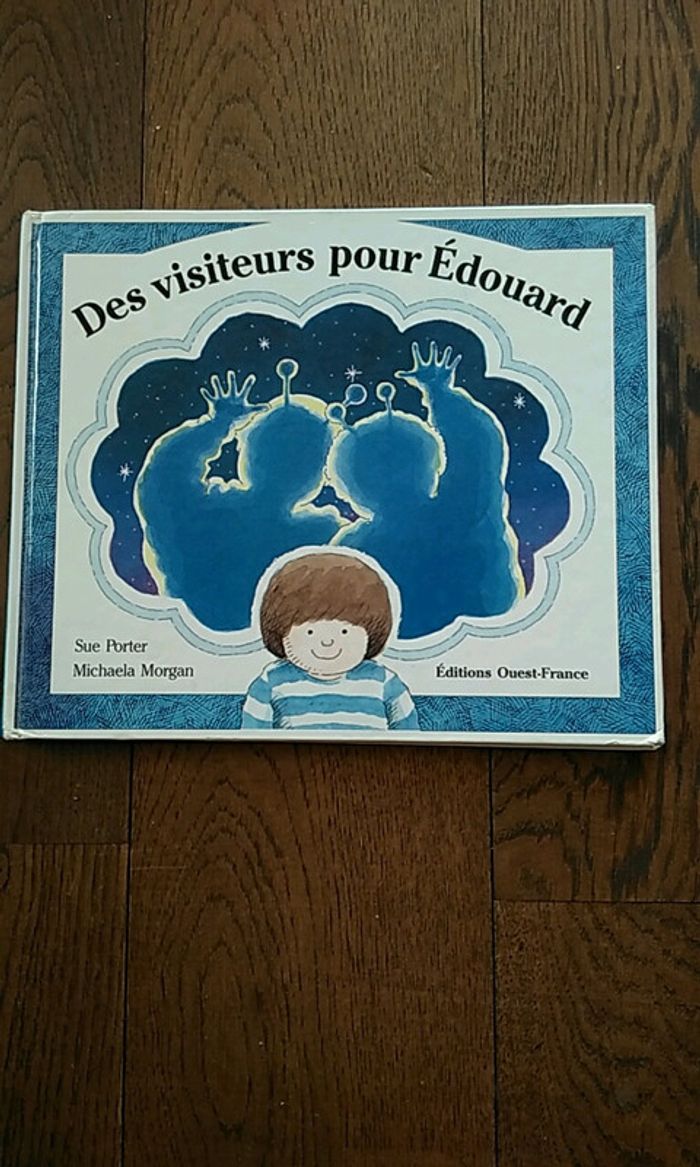 Des visiteurs pour Édouard
Sue Porter
Michaela Morgan
Éditions Ouest-France